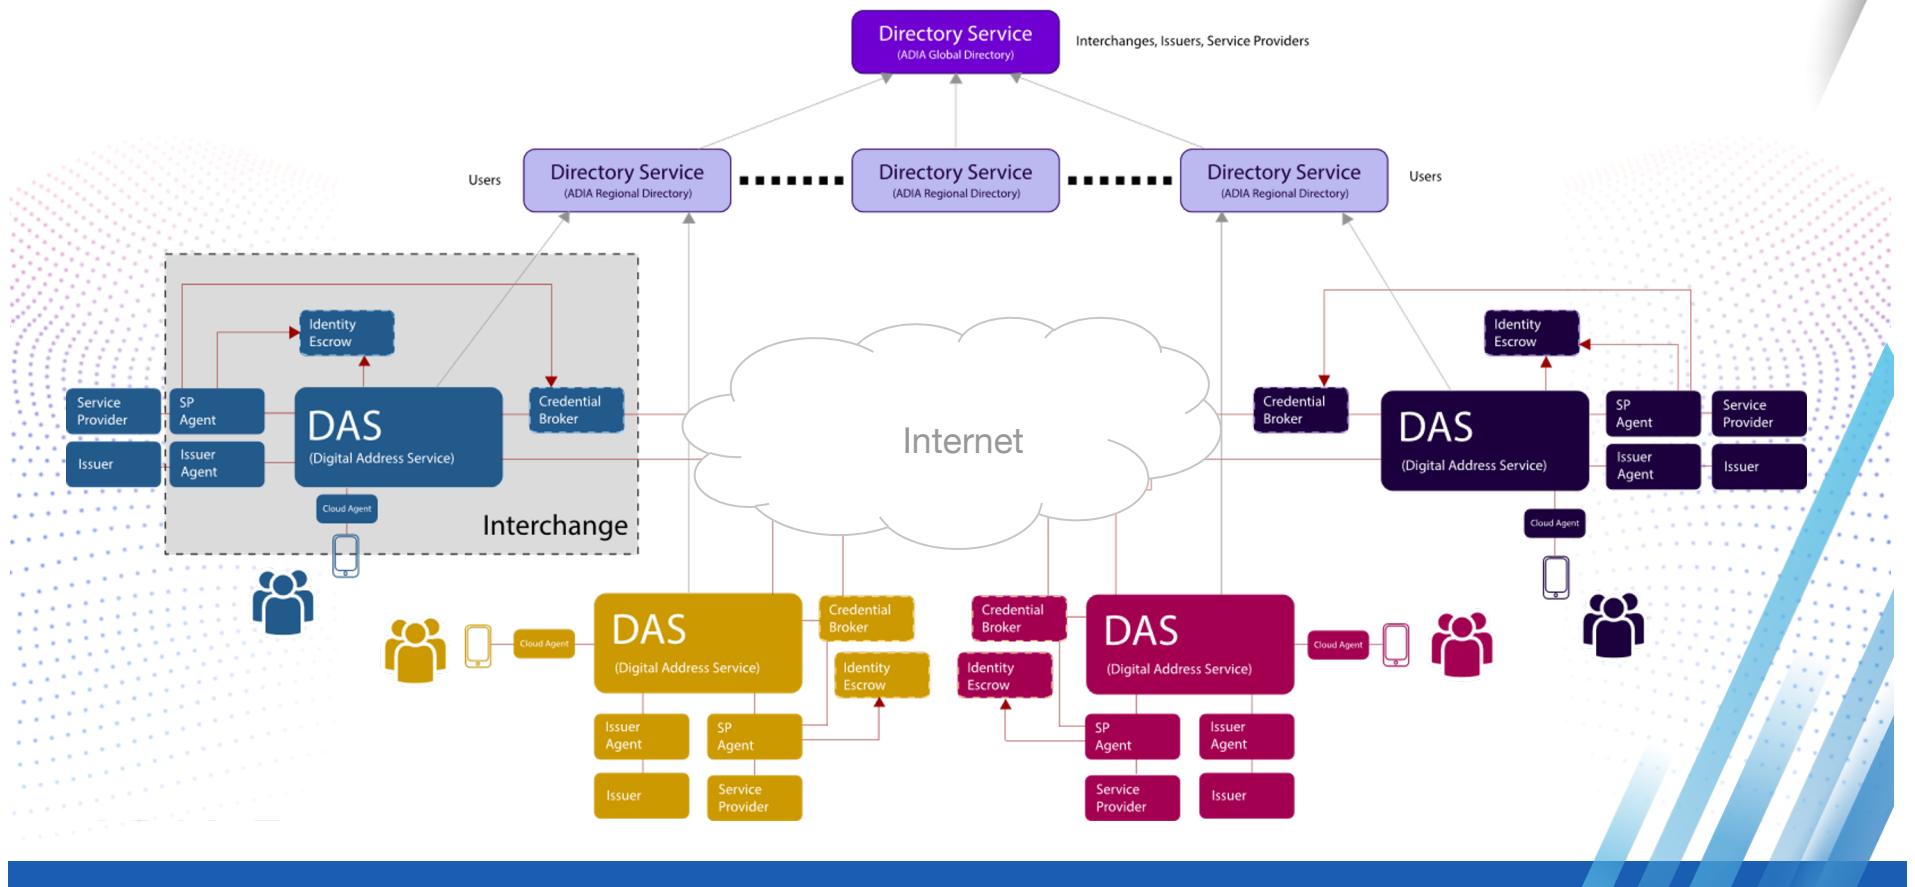 Directory Service
(ADIA Global Directory)
Interchanges, Issuers, Service Providers
Users
Directory Service
(ADIA Regional Directory)
Directory Service
(ADIA Regional Directory)
Directory Service
(ADIA Regional Directory)
Users
Identity
Escrow
Service
Provider
SP
Agent
DAS
(Digital Address Service)
Credential
Broker
Issuer
Issuer
Agent
Cloud Agent
Interchange
Internet
Identity
Escrow
Credential
Broker
DAS
(Digital Address Service)
SP
Agent
Service
Provider
Issuer
Agent
Issuer
Cloud Agent
Cloud Agent
DAS
(Digital Address Service)
Credential
Broker
Identity
Escrow
Issuer
Agent
SP
Agent
Issuer
Service
Provider
Credential
Broker
Identity
Escrow
DAS
(Digital Address Service)
Cloud Agent
SP
Agent
Issuer
Agent
Service
Provider
Issuer